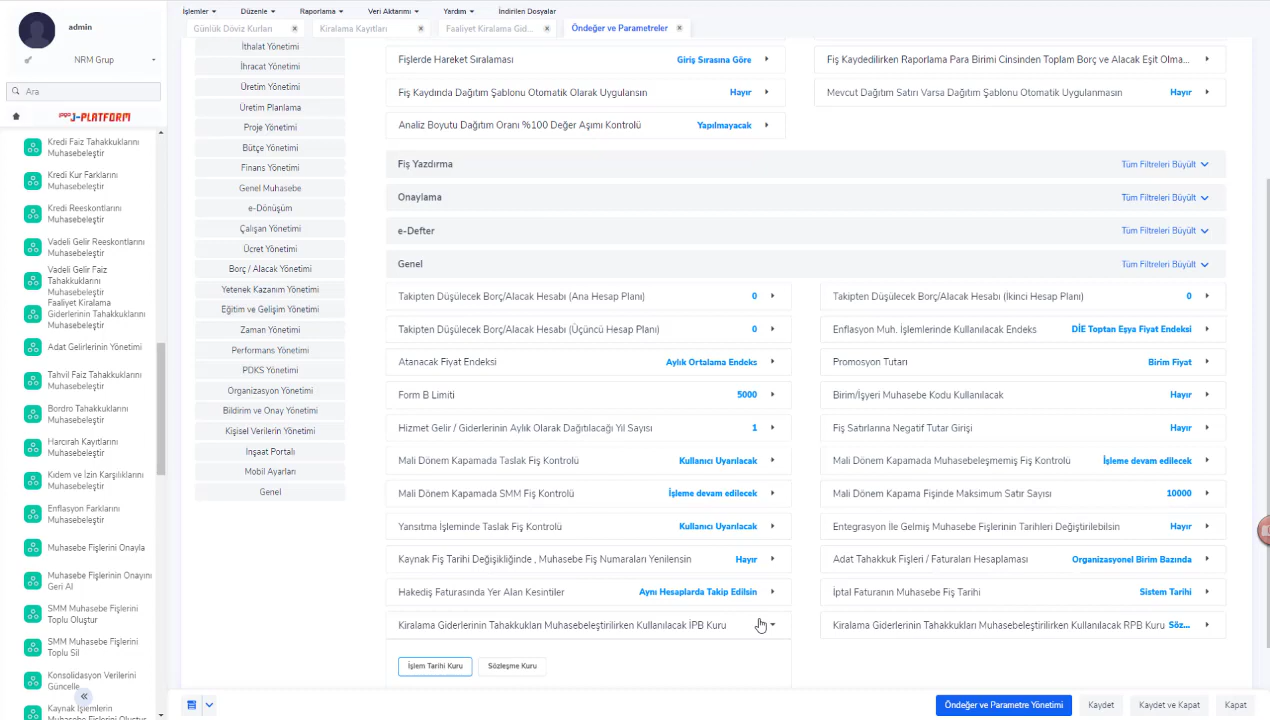 admin
NRM Grup
Ara
J-PLATFORM
Kredi Faiz Tahakkuklarını
Muhasebeleştir
Kredi Kur Farklarını
Muhasebeleştir
Kredi Reeskontlarını
Muhasebeleştir
Vadeli Gelir Reeskontlarını
Muhasebeleştir
Vadeli Gelir Faiz
Tahakkuklarını
Muhasebeleştir
Faaliyet Kiralama
Giderlerinin Tahakkuklarını
Muhasebeleştir
Adat Gelirlerinin Yönetimi
Tahvil Faiz Tahakkuklarını
Muhasebeleştir
Bordro Tahakkuklarını
Muhasebeleştir
Harcırah Kayıtlarını
Muhasebeleştir
Kıdem ve İzin Karşılıklarını
Muhasebeleştir
Enflasyon Farklarını
Muhasebeleştir
Muhasebe Fişlerini Onayla
Muhasebe Fişlerinin Onayını
Geri Al
SMM Muhasebe Fişlerini
Toplu Oluştur
SMM Muhasebe Fişlerini
Toplu Sil
Konsolidasyon Verilerini
Güncelle
Kaynak İşlemlerin
Muhasebe Fişlerini Oluştur
İşlemler
Düzenle
Raporlama
Veri Aktarımı
Yardım
İndirilen Dosyalar
Günlük Döviz Kurları
Kiralama Kayıtları
Faaliyet Kiralama Gid...
Öndeğer ve Parametreler
İthalat Yönetimi
İhracat Yönetimi
Üretim Yönetimi
Üretim Planlama
Proje Yönetimi
Bütçe Yönetimi
Finans Yönetimi
Genel Muhasebe
e-Dönüşüm
Çalışan Yönetimi
Ücret Yönetimi
Borç / Alacak Yönetimi
Yetenek Kazanım Yönetimi
Eğitim ve Gelişim Yönetimi
Zaman Yönetimi
Performans Yönetimi
PDKS Yönetimi
Organizasyon Yönetimi
Bildirim ve Onay Yönetimi
Kişisel Verilerin Yönetimi
İnşaat Portalı
Mobil Ayarları
Genel
Fişlerde Hareket Sıralaması Giriş Sırasına Göre
Fiş Kaydedilirken Raporlama Para Birimi Cinsinden Toplam Borç ve Alacak Eşit Olma...
Fiş Kaydında Dağıtım Şablonu Otomatik Olarak Uygulansın Hayır
Mevcut Dağıtım Satırı Varsa Dağıtım Şablonu Otomatik Uygulanmasın Hayır
Analiz Boyutu Dağıtım Oranı %100 Değer Aşımı Kontrolü Yapılmayacak
Fiş Yazdırma Tüm Filtreleri Büyült
Onaylama Tüm Filtreleri Büyült
e-Defter Tüm Filtreleri Büyült
Genel Tüm Filtreleri Büyült
Takipten Düşülecek Borç/Alacak Hesabı (Ana Hesap Planı) 0
Takipten Düşülecek Borç/Alacak Hesabı (İkinci Hesap Planı) 0
Takipten Düşülecek Borç/Alacak Hesabı (Üçüncü Hesap Planı) 0
Enflasyon Muh. İşlemlerinde Kullanılacak Endeks DİE Toptan Eşya Fiyat Endeksi
Atanacak Fiyat Endeksi Aylık Ortalama Endeks
Promosyon Tutarı Birim Fiyat
Form B Limiti 5000
Birim/İşyeri Muhasebe Kodu Kullanılacak Hayır
Hizmet Gelir / Giderlerinin Aylık Olarak Dağıtılacağı Yıl Sayısı 1
Fiş Satırlarına Negatif Tutar Girişi Hayır
Mali Dönem Kapamada Taslak Fiş Kontrolü Kullanıcı Uyarılacak
Mali Dönem Kapamada Muhasebeleşmemiş Fiş Kontrolü İşleme devam edilecek
Mali Dönem Kapamada SMM Fiş Kontrolü İşleme devam edilecek
Mali Dönem Kapama Fişinde Maksimum Satır Sayısı 10000
Yansıtma İşleminde Taslak Fiş Kontrolü Kullanıcı Uyarılacak
Entegrasyon İle Gelmiş Muhasebe Fişlerinin Tarihleri Değiştirilebilsin Hayır
Kaynak Fiş Tarihi Değişikliğinde , Muhasebe Fiş Numaraları Yenilensin Hayır
Adat Tahakkuk Fişleri / Faturaları Hesaplaması Organizasyonel Birim Bazında
Hakediş Faturasında Yer Alan Kesintiler Aynı Hesaplarda Takip Edilsin
İptal Faturanın Muhasebe Fiş Tarihi Sistem Tarihi
Kiralama Giderlerinin Tahakkukları Muhasebeleştirilirken Kullanılacak İPB Kuru
Kiralama Giderlerinin Tahakkukları Muhasebeleştirilirken Kullanılacak RPB Kuru Söz...
İşlem Tarihi Kuru
Sözleşme Kuru
Öndeğer ve Parametre Yönetimi
Kaydet
Kaydet ve Kapat
Kapat